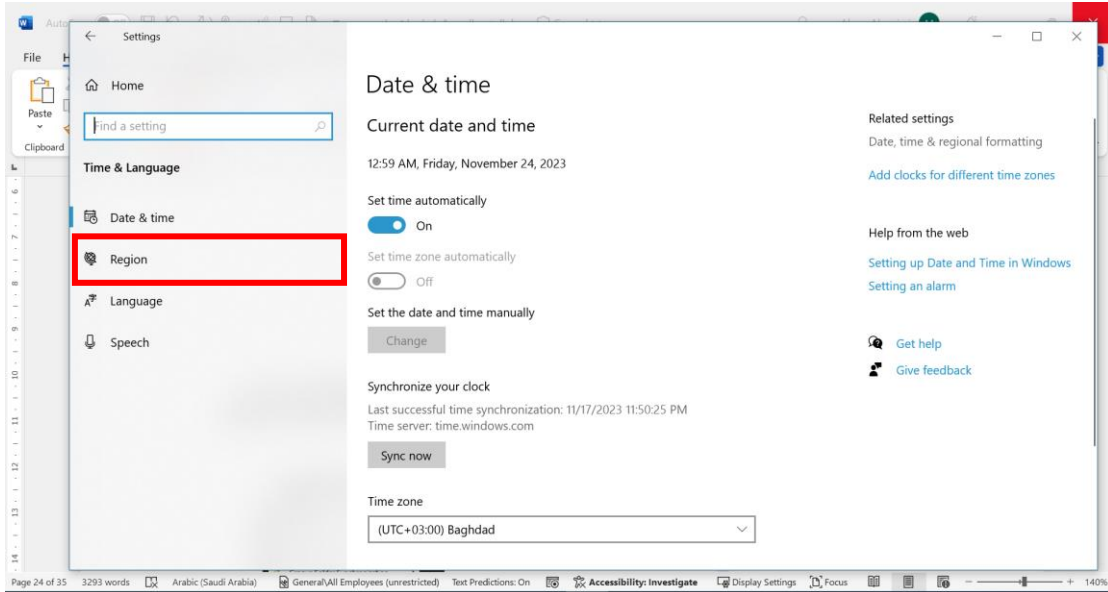 Settings
File
Home
Date & time
Paste
Find a setting
Current date and time
Related settings
Date, time & regional formatting
Clipboard
Time & Language
12:59 AM, Friday, November 24, 2023
Add clocks for different time zones
Set time automatically
Date & time
On
Help from the web
Region
Set time zone automatically
Setting up Date and Time in Windows
Off
Setting an alarm
Language
Set the date and time manually
Speech
Change
Get help
Give feedback
Synchronize your clock
Last successful time synchronization: 11/17/2023 11:50:25 PM
Time server: time.windows.com
Sync now
Time zone
(UTC+03:00) Baghdad
Page 24 of 35 3293 words Arabic (Saudi Arabia) General\All Employees (unrestricted) Text Predictions: On Accessibility: Investigate Display Settings Focus 140%